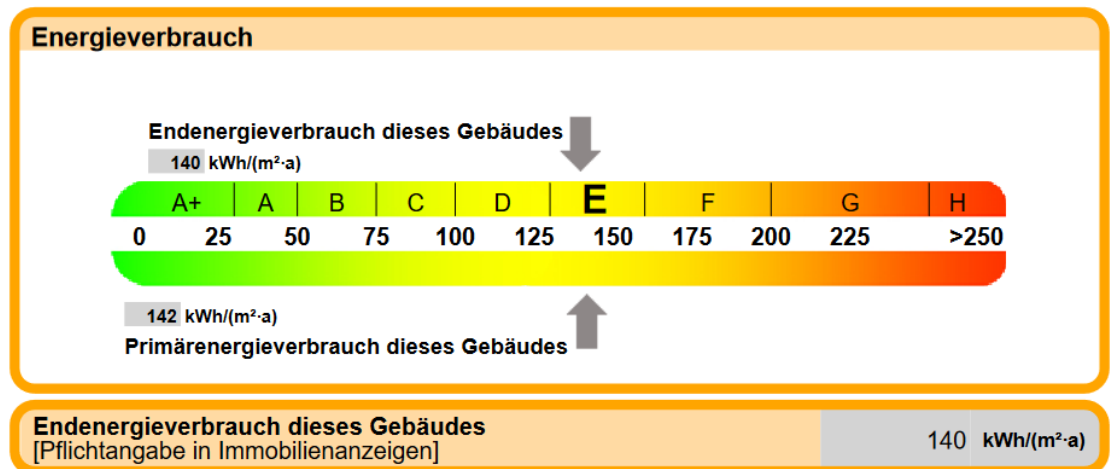 Energieverbrauch
Endenergieverbrauch dieses Gebäudes
140 kWh/(m²·a)
A+ A B C D E F G H
0 25 50 75 100 125 150 175 200 225 >250
142 kWh/(m²·a)
Primärenergieverbrauch dieses Gebäudes
Endenergieverbrauch dieses Gebäudes
[Pflichtangabe in Immobilienanzeigen]
140 kWh/(m²·a)